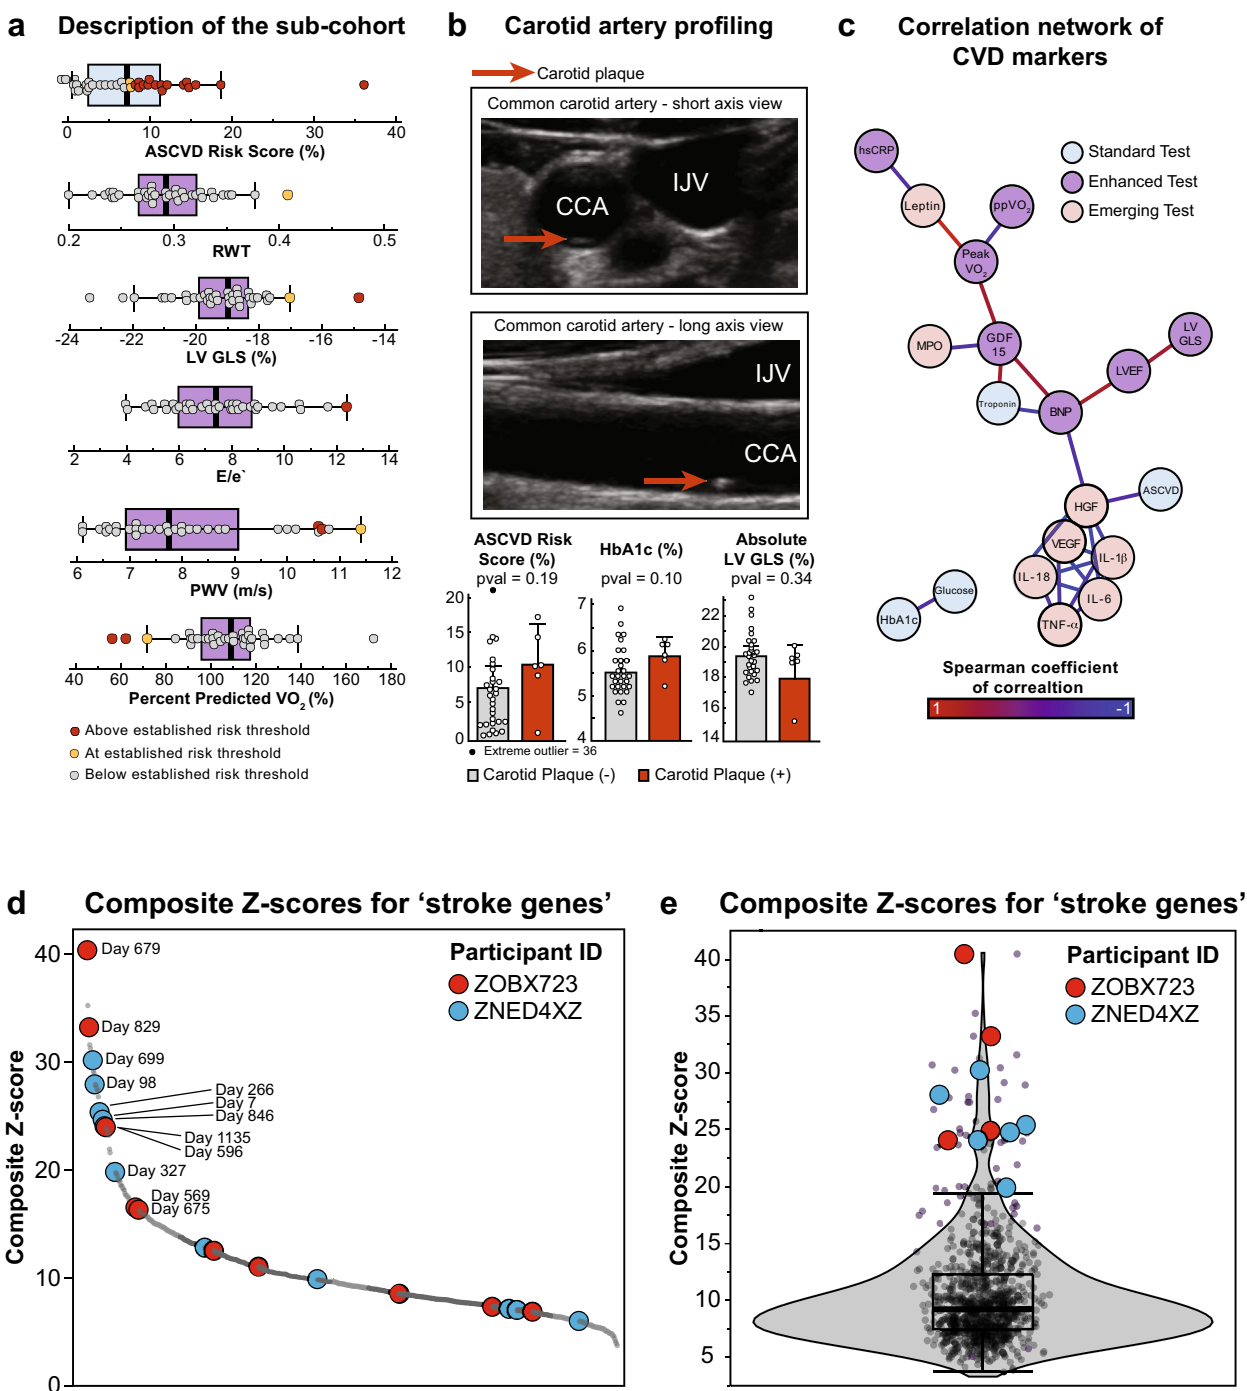 a Description of the sub-cohort
0 10 20 30 40
ASCVD Risk Score (%)
0.2 0.3 0.4 0.5
RWT
-24 -22 -20 -18 -16 -14
LV GLS (%)
2 4 6 8 10 12 14
E/e`
6 7 8 9 10 11 12
PWV (m/s)
40 60 80 100 120 140 160 180
Percent Predicted VO2 (%)
Above established risk threshold
At established risk threshold
Below established risk threshold
b Carotid artery profiling
Carotid plaque
Common carotid artery - short axis view
IJV
CCA
Common carotid artery - long axis view
IJV
CCA
ASCVD Risk
Score (%)
pval = 0.19
20
15
10
5
0
Extreme outlier = 36
HbA1c (%)
pval = 0.10
7
6
5
4
Absolute
LV GLS (%)
pval = 0.34
22
20
19
18
16
14
Carotid Plaque (-)
Carotid Plaque (+)
c Correlation network of
CVD markers
Standard Test
Enhanced Test
Emerging Test
hsCRP
Leptin
ppVO2
Peak
VO2
MPO
GDF
15
LV
GLS
LVEF
Troponin
BNP
ASCVD
HGF
VEGF
IL-1β
IL-18
IL-6
TNF-α
Glucose
HbA1c
Spearman coefficient
of correaltion
1 -1
d Composite Z-scores for ‘stroke genes’
Composite Z-score
40
30
20
10
0
Participant ID
ZOBX723
ZNED4XZ
Day 679
Day 829
Day 699
Day 98
Day 266
Day 7
Day 846
Day 1135
Day 596
Day 327
Day 569
Day 675
e Composite Z-scores for ‘stroke genes’
Composite Z-score
40
35
30
25
20
15
10
5
Participant ID
ZOBX723
ZNED4XZ